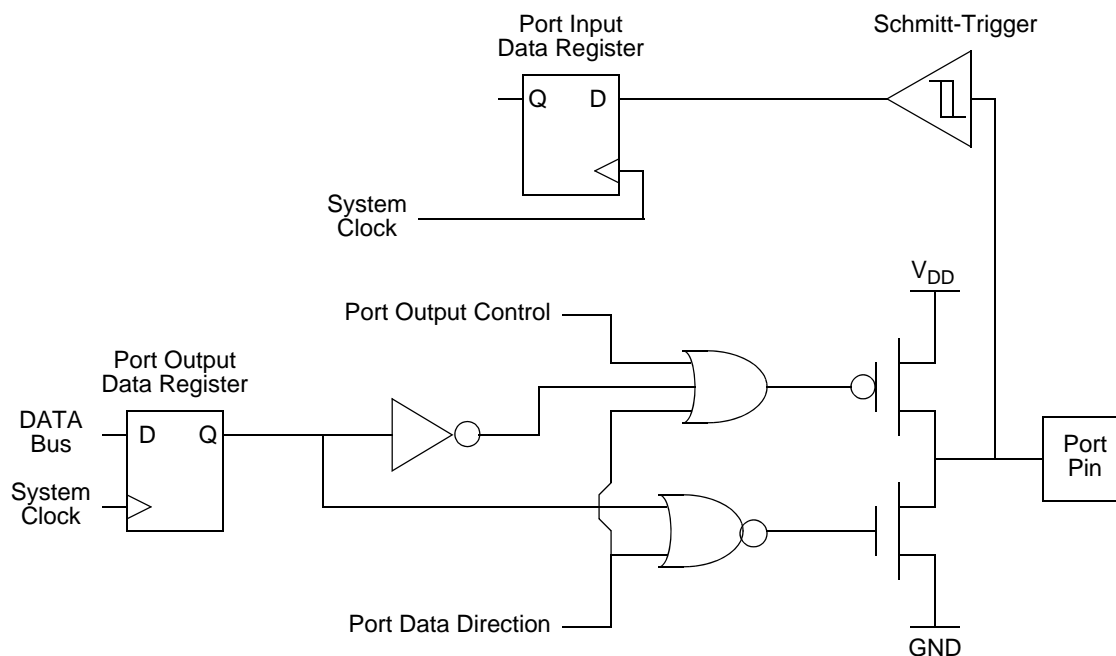 Port Input
Data Register
Schmitt-Trigger
Q D
System
Clock
VDD
Port Output Control
Port Output
Data Register
DATA
Bus
D Q
System
Clock
Port
Pin
Port Data Direction
GND